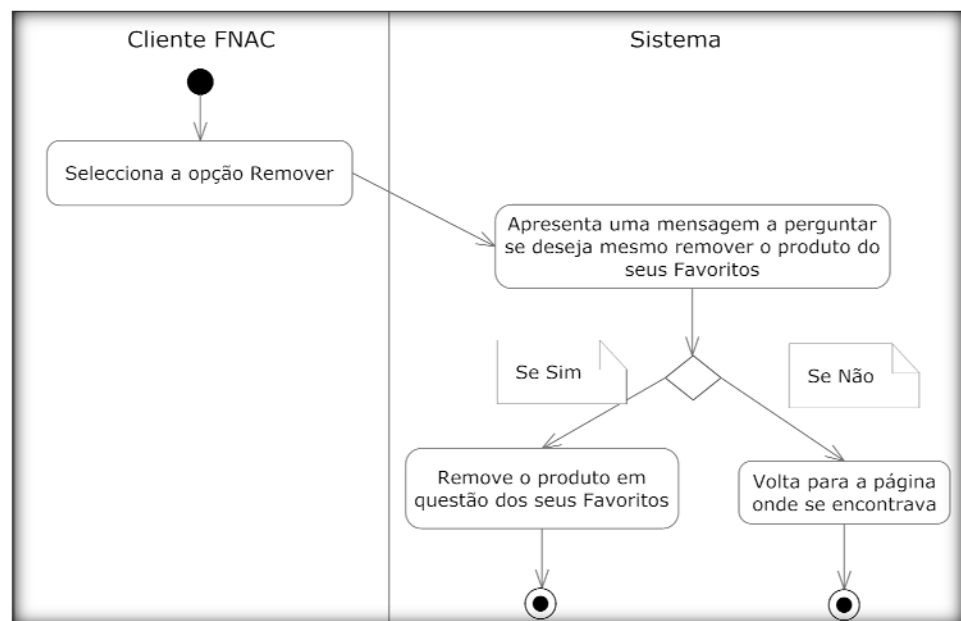 Cliente FNAC
Sistema
Selecciona a opção Remover
Apresenta uma mensagem a perguntar
se deseja mesmo remover o produto do
seus Favoritos
Se Sim
Se Não
Remove o produto em
questão dos seus Favoritos
Volta para a página
onde se encontrava